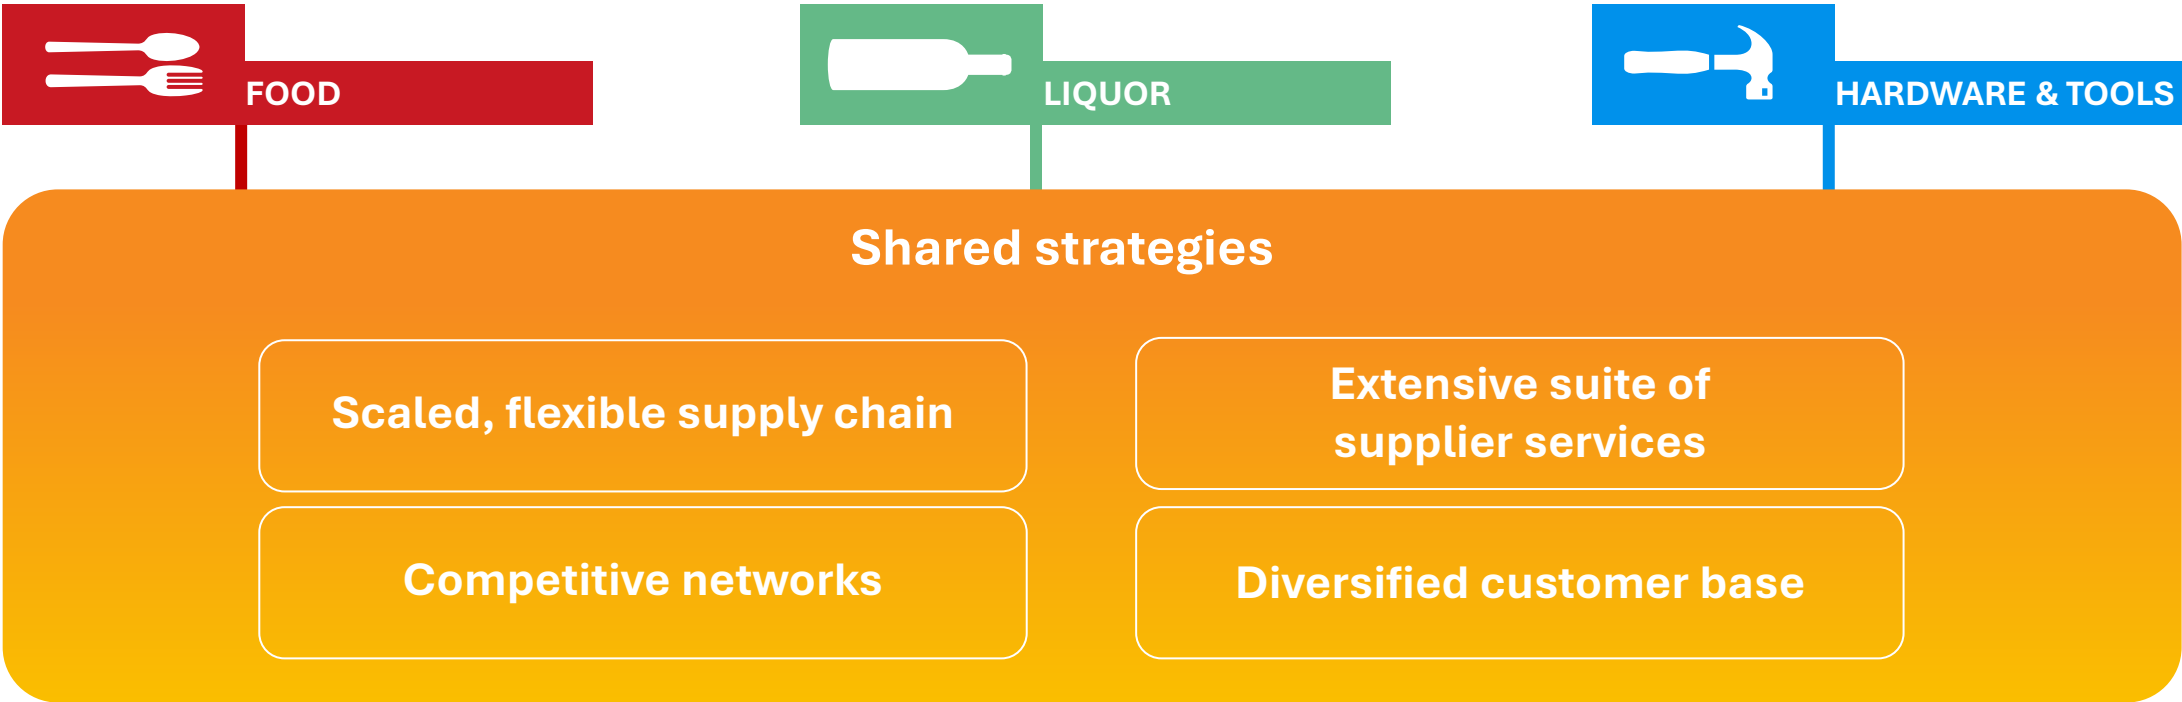 FOOD
LIQUOR
HARDWARE & TOOLS
Shared strategies
Scaled, flexible supply chain
Extensive suite of
supplier services
Competitive networks
Diversified customer base